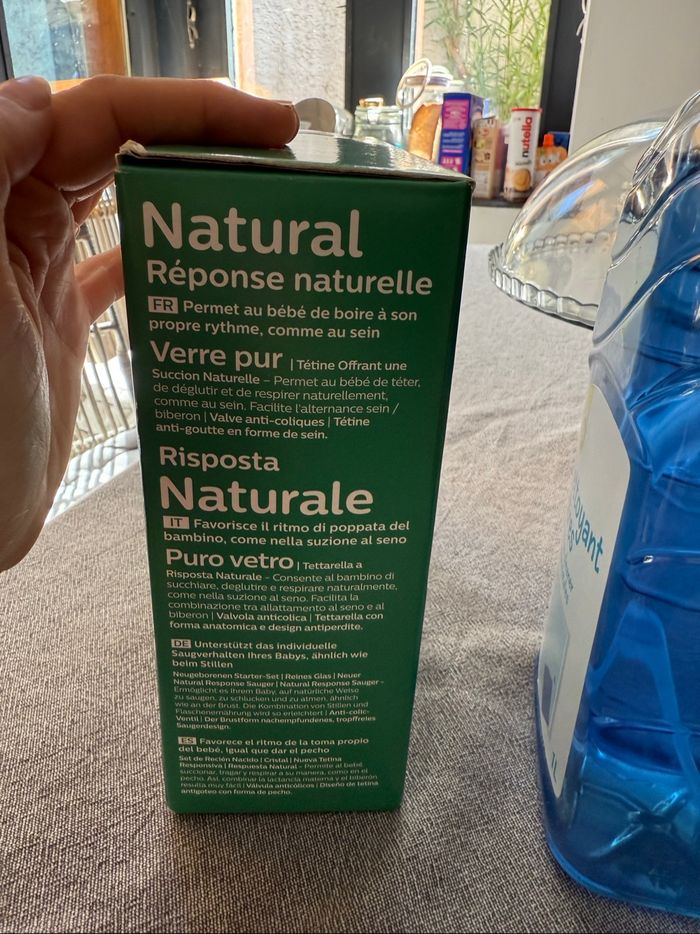 Natural
Réponse naturelle
FR Permet au bébé de boire à son
propre rythme, comme au sein
Verre pur | Tétine Offrant une
Succion Naturelle – Permet au bébé de téter,
de déglutir et de respirer naturellement,
comme au sein. Facilite l'alternance sein /
biberon | Valve anti-coliques | Tétine
anti-goutte en forme de sein.
Risposta
Naturale
IT Favorisce il ritmo di poppata del
bambino, come nella suzione al seno
Puro vetro | Tettarella a
Risposta Naturale – Consente al bambino di
succhiare, deglutire e respirare naturalmente,
come nella suzione al seno. Facilita la
combinazione tra allattamento al seno e al
biberon | Valvola anticolica | Tettarella con
forma anatomica e design antiperdite.
DE Unterstützt das individuelle
Saugverhalten Ihres Babys, ähnlich wie
beim Stillen
Neugeborenen Starter-Set | Reines Glas | Neuer
Natural Response Sauger | Natural Response Sauger –
Ermöglicht es Ihrem Baby, auf natürliche Weise
zu saugen, zu schlucken und zu atmen, ähnlich
wie an der Brust. Die Kombination von Stillen und
Flaschenernährung wird so erleichtert | Anti-colic-
Ventil | Der Brustform nachempfundenes, tropffreies
Saugerdesign.
ES Favorece el ritmo de la toma propio
del bebé, igual que dar el pecho
Set de Recién Nacido | Cristal | Nueva Tetina
Responsiva | Respuesta Natural – Permite al bebé
succionar, tragar y respirar a su manera, como en el
pecho. Así, combinar la lactancia materna y el biberón
resulta muy fácil | Válvula anticólicos | Diseño de tetina
antigoteo con forma de pecho.
nutella
toyant
1L